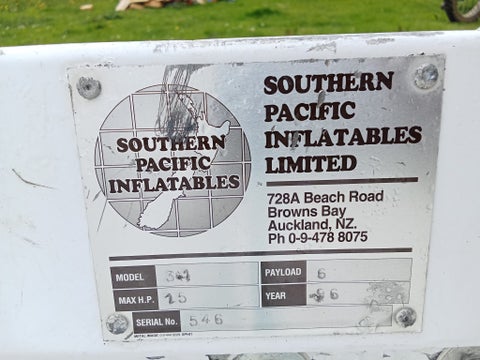 SOUTHERN
PACIFIC
INFLATABLES
SOUTHERN
PACIFIC
INFLATABLES
LIMITED
728A Beach Road
Browns Bay
Auckland, NZ.
Ph 0-9-478 8075
MODEL
PAYLOAD 6
MAX H.P. 25
YEAR
SERIAL No. 546